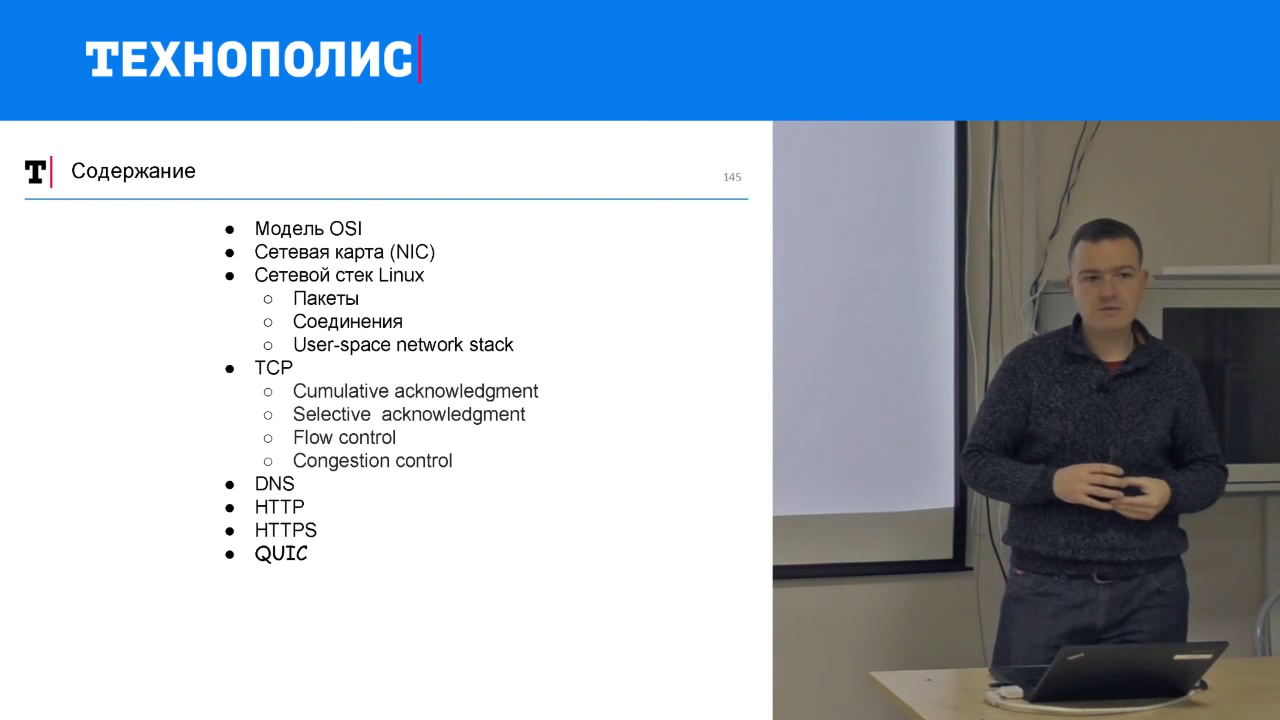 ТЕХНОПОЛИС
Т
Содержание
145
Модель OSI
Сетевая карта (NIC)
Сетевой стек Linux
Пакеты
Соединения
User-space network stack
TCP
Cumulative acknowledgment
Selective acknowledgment
Flow control
Congestion control
DNS
HTTP
HTTPS
QUIC